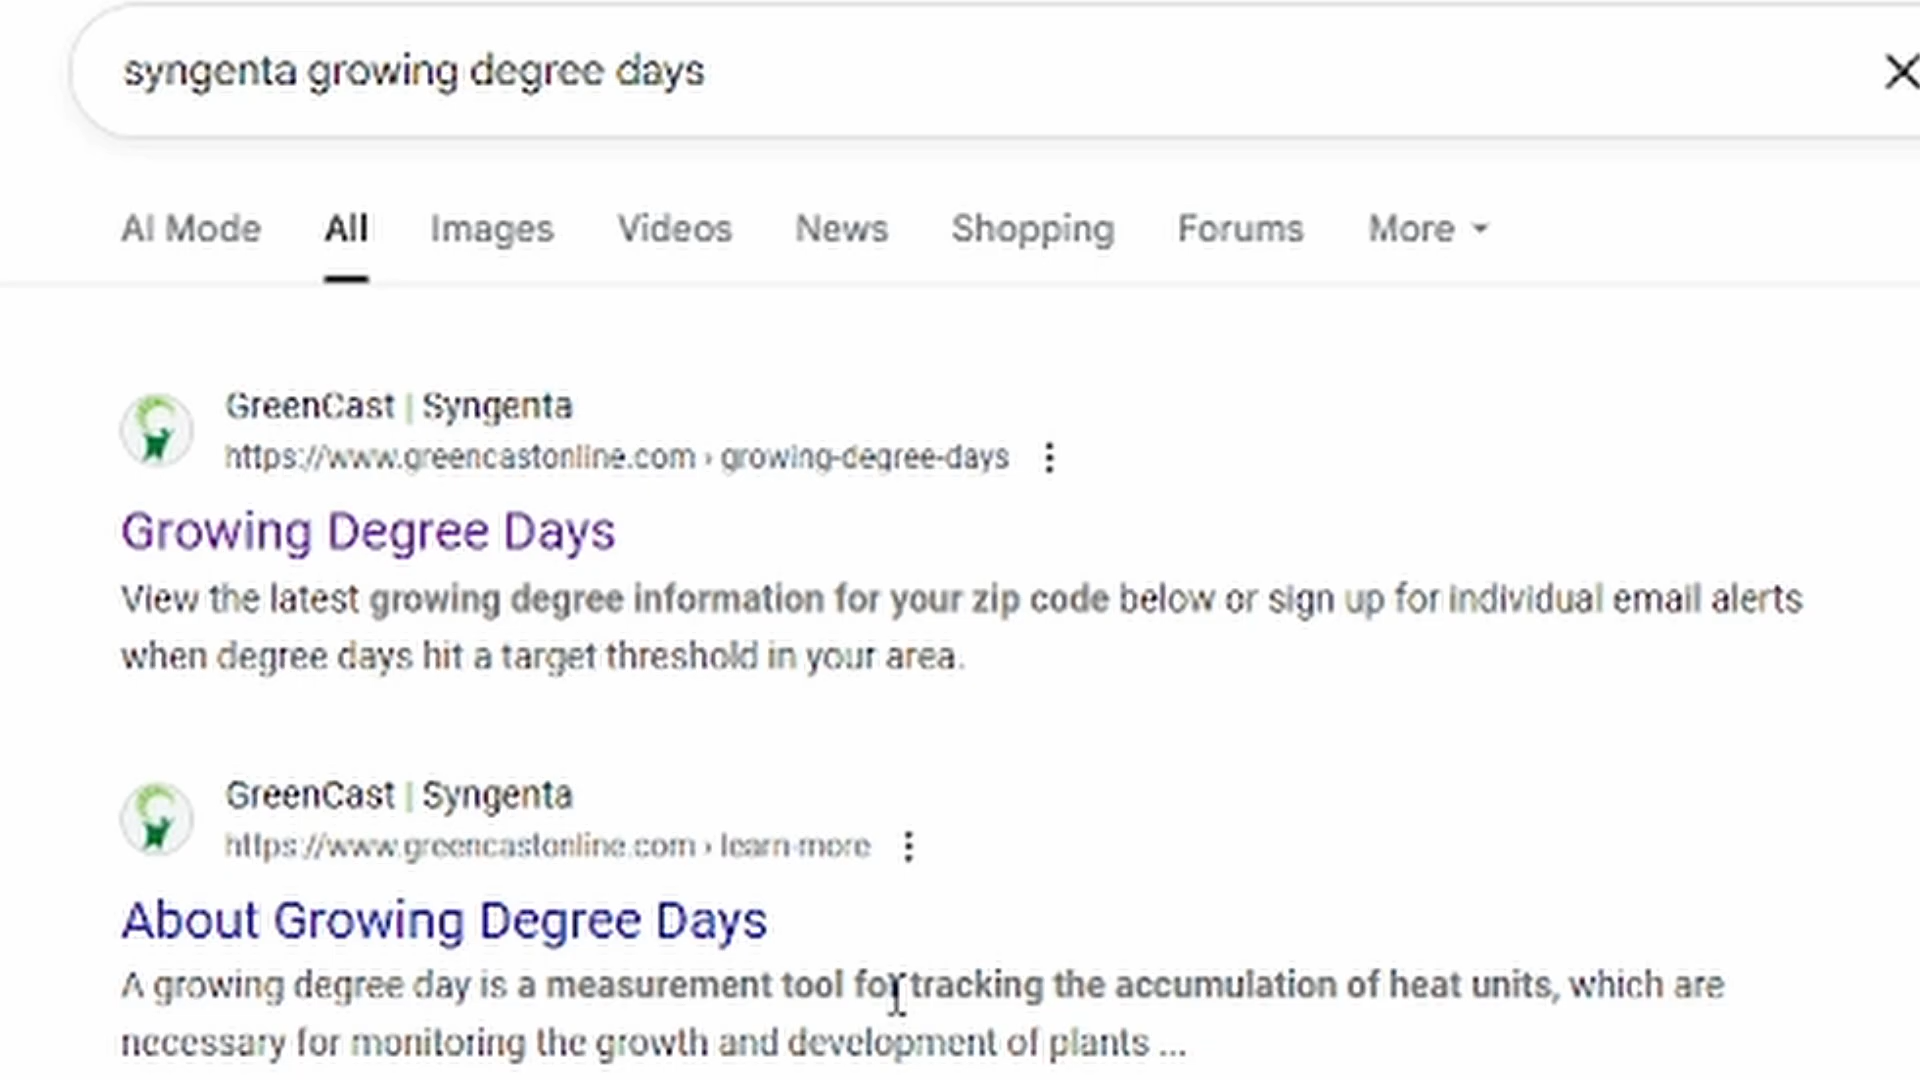 syngenta growing degree days
AI Mode All Images Videos News Shopping Forums More
GreenCast | Syngenta
https://www.greencastonline.com › growing-degree-days
Growing Degree Days
View the latest growing degree information for your zip code below or sign up for individual email alerts
when degree days hit a target threshold in your area.
GreenCast | Syngenta
https://www.greencastonline.com › learn-more
About Growing Degree Days
A growing degree day is a measurement tool for tracking the accumulation of heat units, which are
necessary for monitoring the growth and development of plants ...